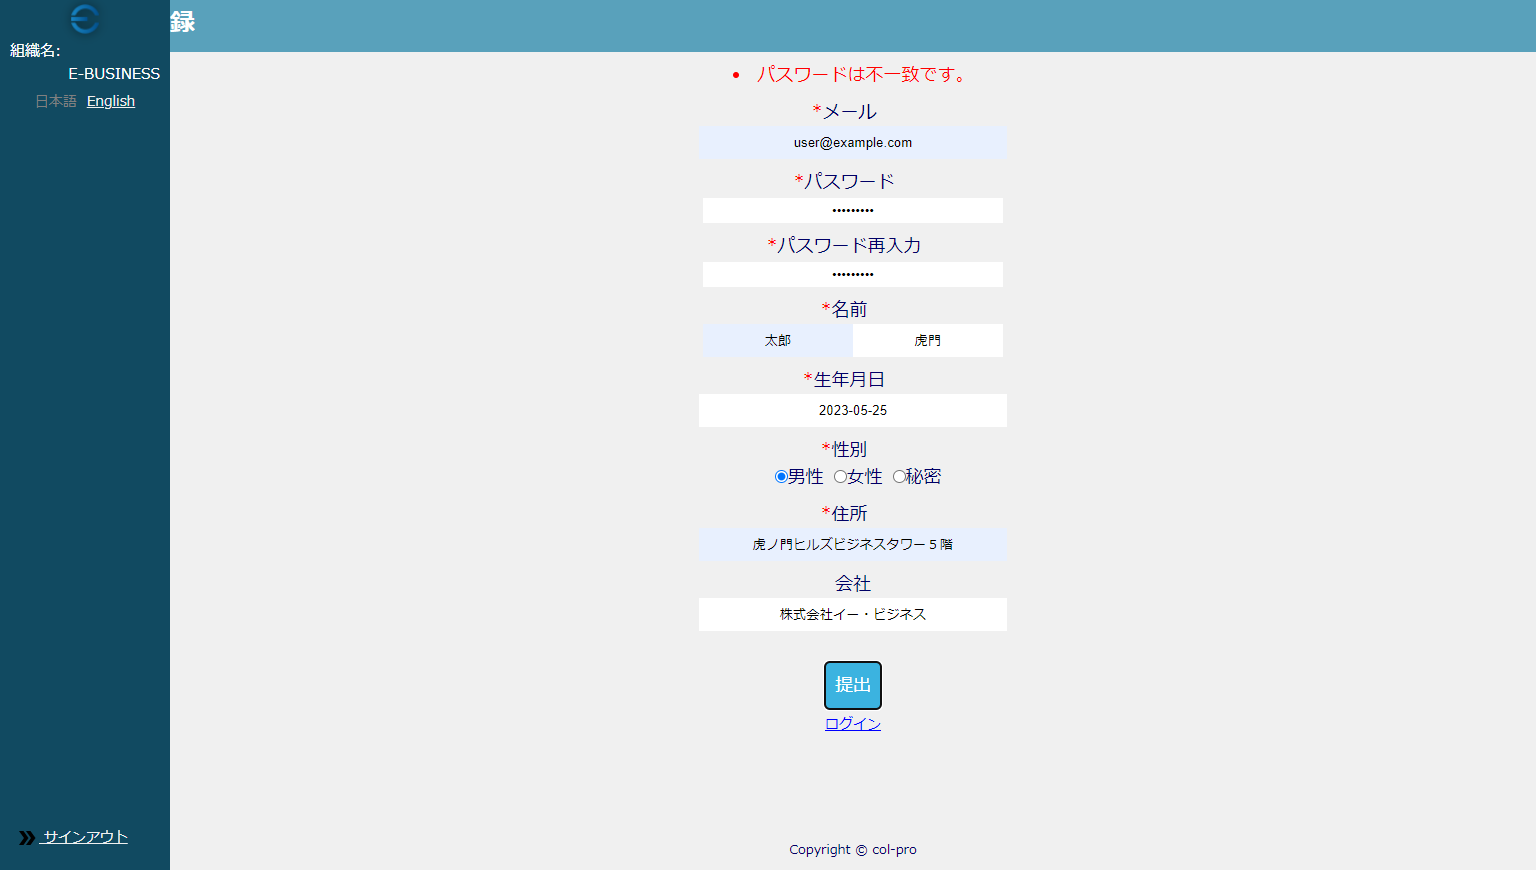 録
組織名:
E-BUSINESS
日本語 English
• パスワードは不一致です。
*メール
user@example.com
*パスワード
•••••••••
*パスワード再入力
•••••••••
*名前
太郎 虎門
*生年月日
2023-05-25
*性別
男性 女性 秘密
*住所
虎ノ門ヒルズビジネスタワー５階
会社
株式会社イー・ビジネス
提出
ログイン
サインアウト
Copyright © col-pro